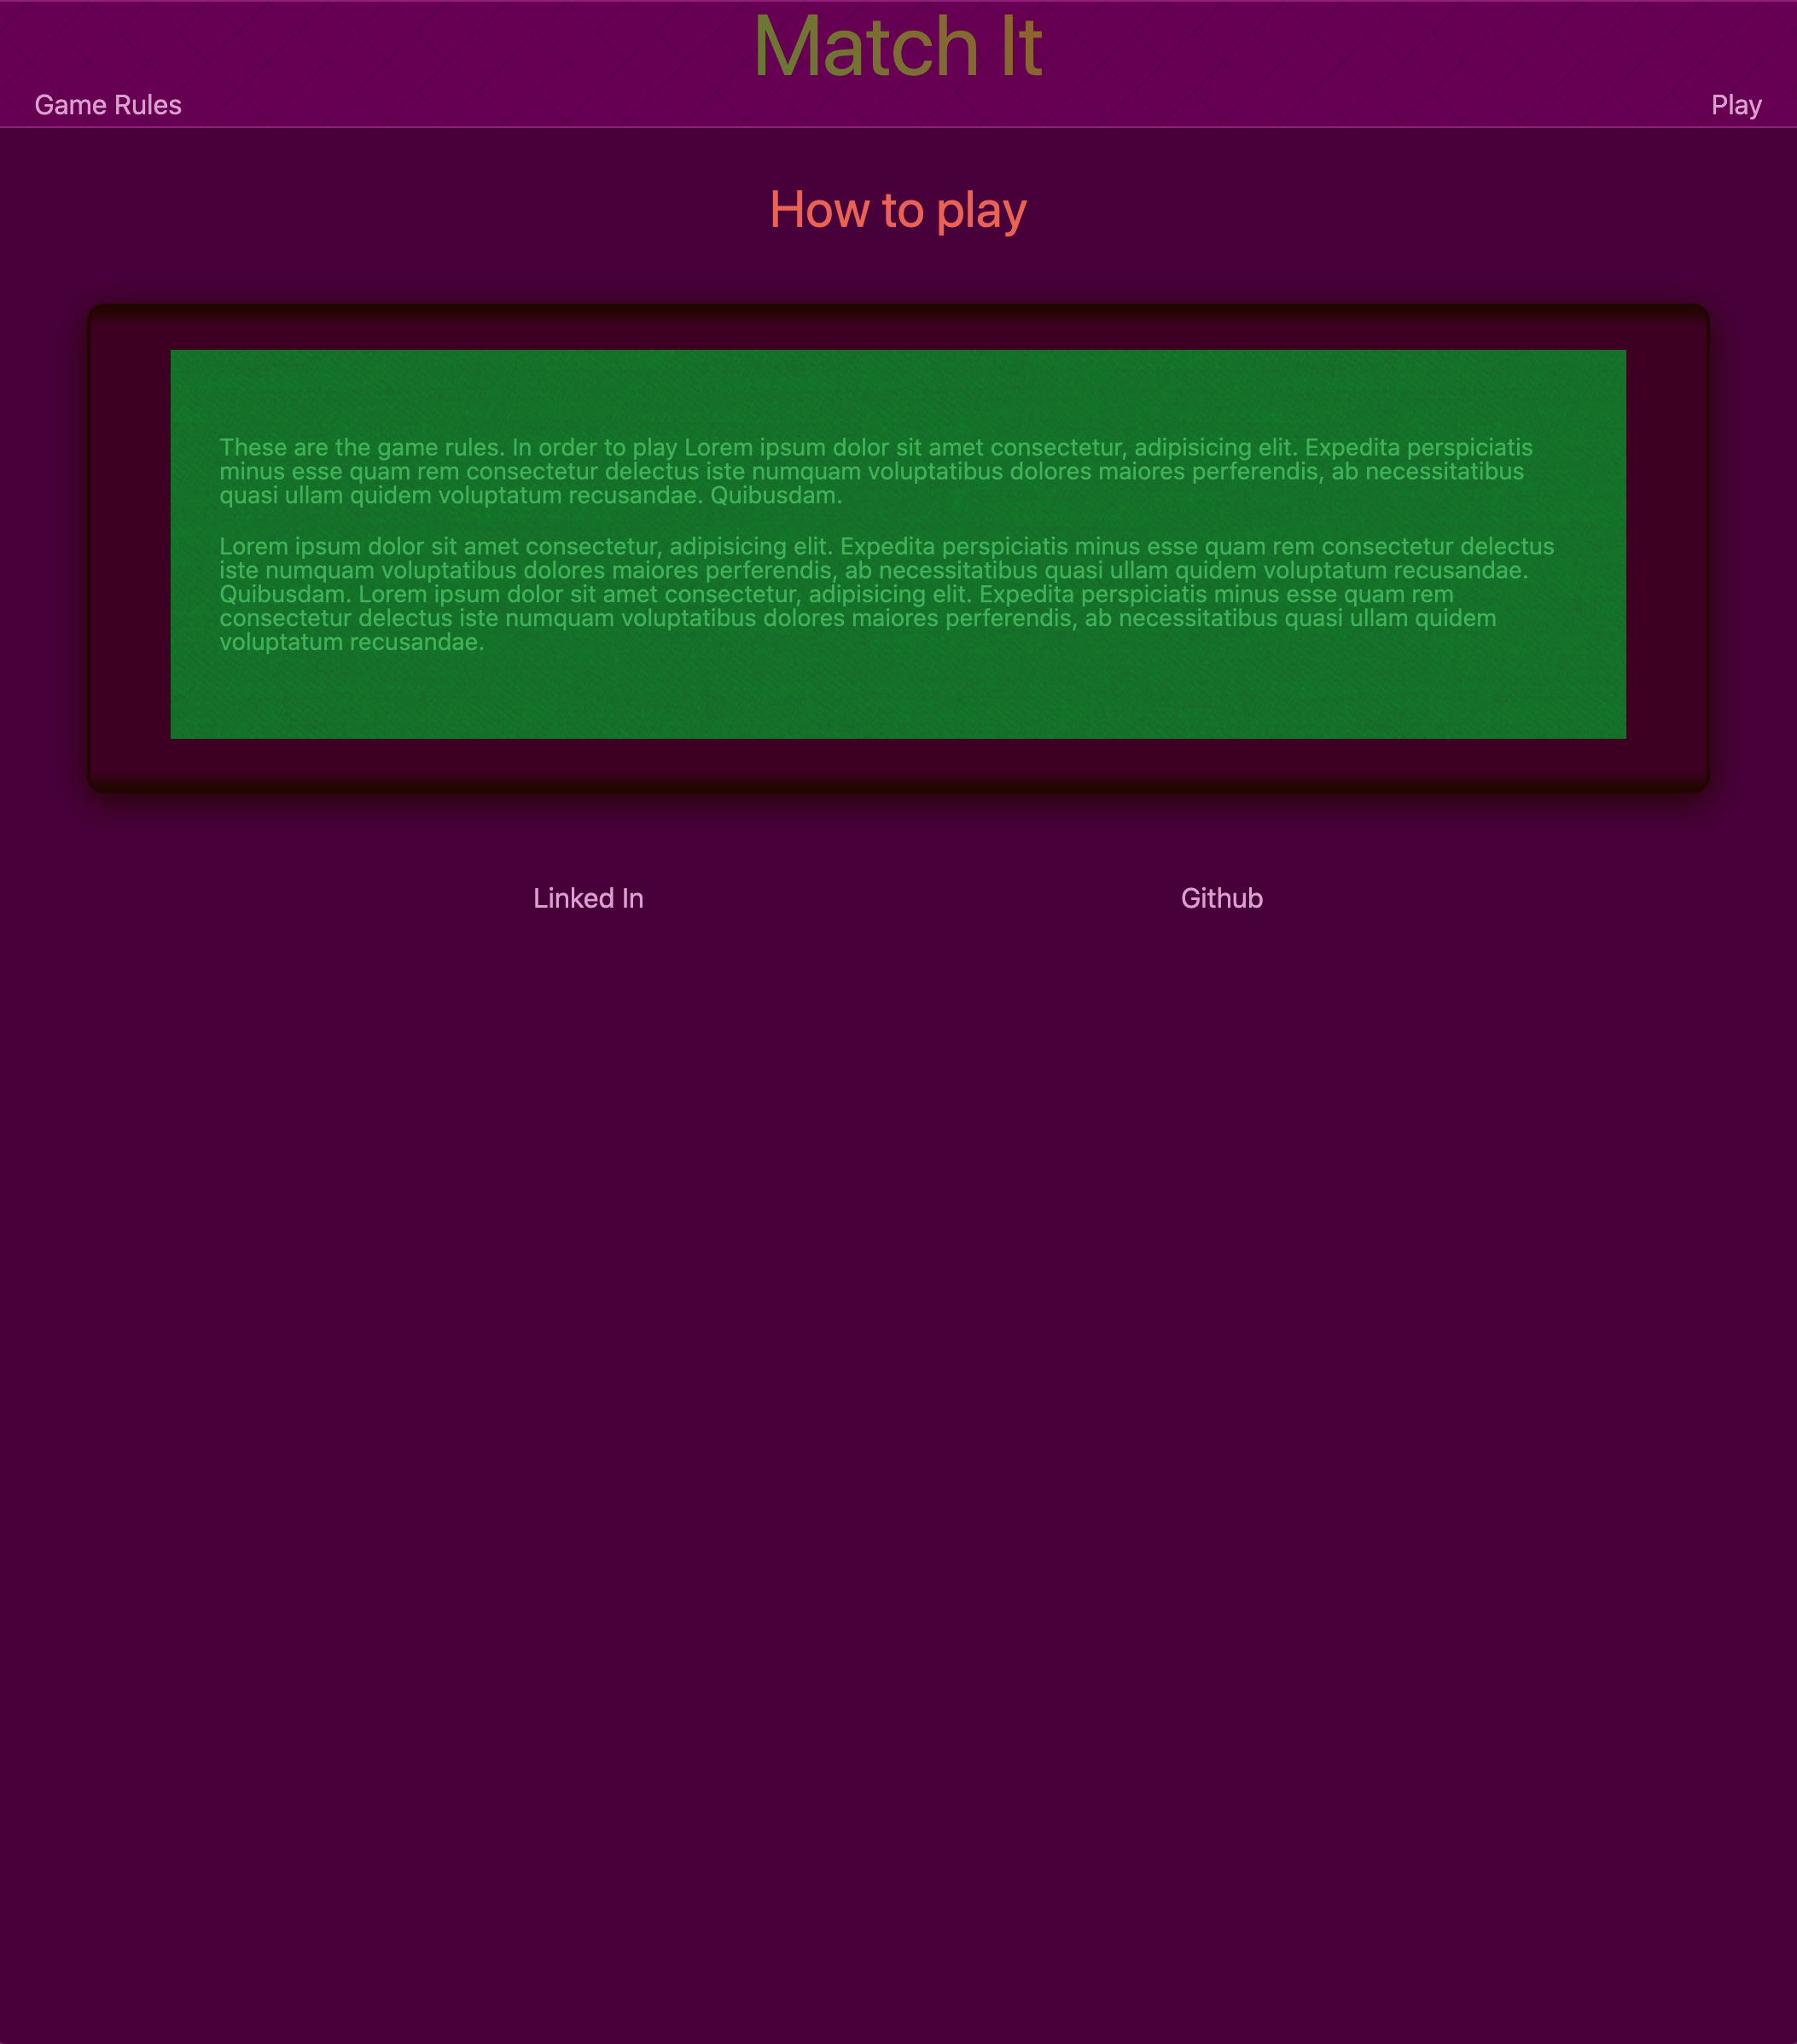 Match It
Game Rules
Play
How to play
These are the game rules. In order to play Lorem ipsum dolor sit amet consectetur, adipisicing elit. Expedita perspiciatis
minus esse quam rem consectetur delectus iste numquam voluptatibus dolores maiores perferendis, ab necessitatibus
quasi ullam quidem voluptatum recusandae. Quibusdam.
Lorem ipsum dolor sit amet consectetur, adipisicing elit. Expedita perspiciatis minus esse quam rem consectetur delectus
iste numquam voluptatibus dolores maiores perferendis, ab necessitatibus quasi ullam quidem voluptatum recusandae.
Quibusdam. Lorem ipsum dolor sit amet consectetur, adipisicing elit. Expedita perspiciatis minus esse quam rem
consectetur delectus iste numquam voluptatibus dolores maiores perferendis, ab necessitatibus quasi ullam quidem
voluptatum recusandae.
Linked In
Github